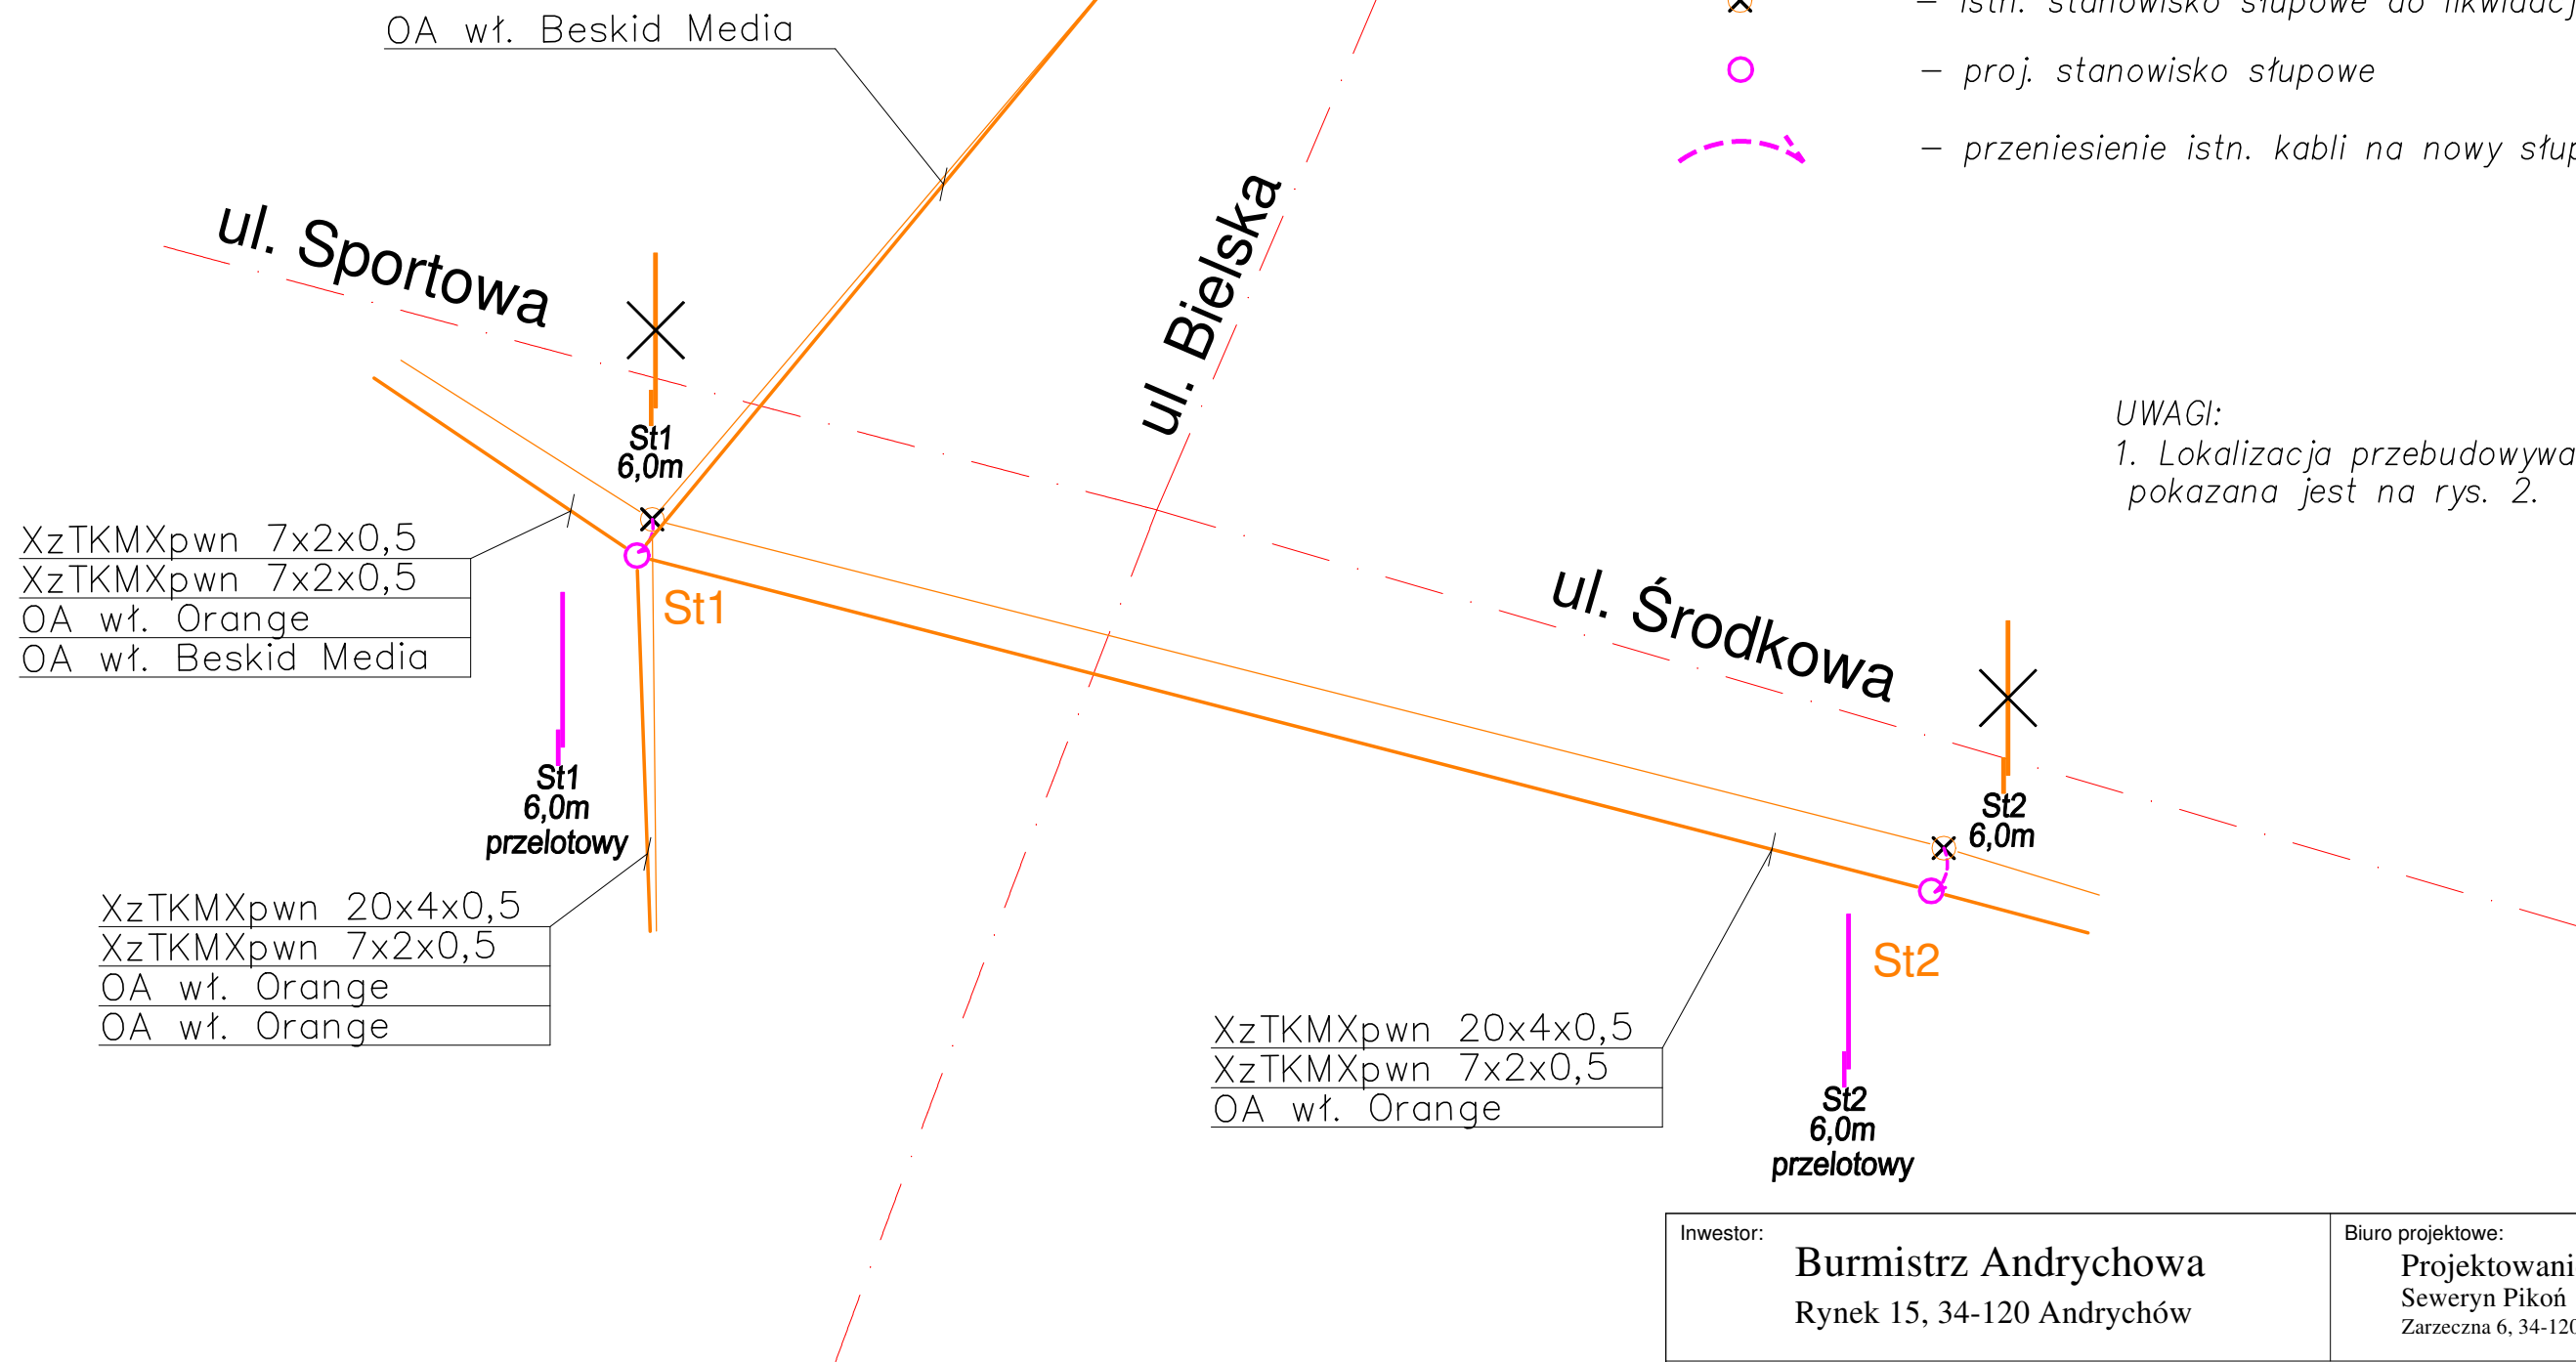 OA wł. Beskid Media
– istn. stanowisko słupowe do likwidacj
– proj. stanowisko słupowe
– przeniesienie istn. kabli na nowy słup
ul. Sportowa
ul. Bielska
ul. Środkowa
UWAGI:
1. Lokalizacja przebudowywa
pokazana jest na rys. 2.
St1
6,0m
XzTKMXpwn 7x2x0,5
XzTKMXpwn 7x2x0,5
OA wł. Orange
OA wł. Beskid Media
St1
St1
6,0m
przelotowy
XzTKMXpwn 20x4x0,5
XzTKMXpwn 7x2x0,5
OA wł. Orange
OA wł. Orange
St2
6,0m
St2
XzTKMXpwn 20x4x0,5
XzTKMXpwn 7x2x0,5
OA wł. Orange
St2
6,0m
przelotowy
Inwestor:
Burmistrz Andrychowa
Rynek 15, 34-120 Andrychów
Biuro projektowe:
Projektowani
Seweryn Pikoń
Zarzeczna 6, 34-120